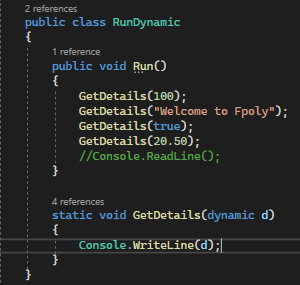 2 references
public class RunDynamic
{
1 reference
public void Run()
{
GetDetails(100);
GetDetails("Welcome to Fpoly");
GetDetails(true);
GetDetails(20.50);
//Console.ReadLine();
}
4 references
static void GetDetails(dynamic d)
{
Console.WriteLine(d);
}
}